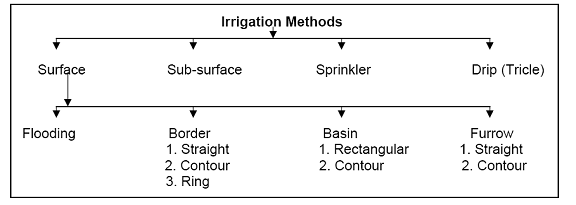 Irrigation Methods
Surface Sub-surface Sprinkler Drip (Tricle)
Flooding Border Basin Furrow
1. Straight 1. Rectangular 1. Straight
2. Contour 2. Contour 2. Contour
3. Ring